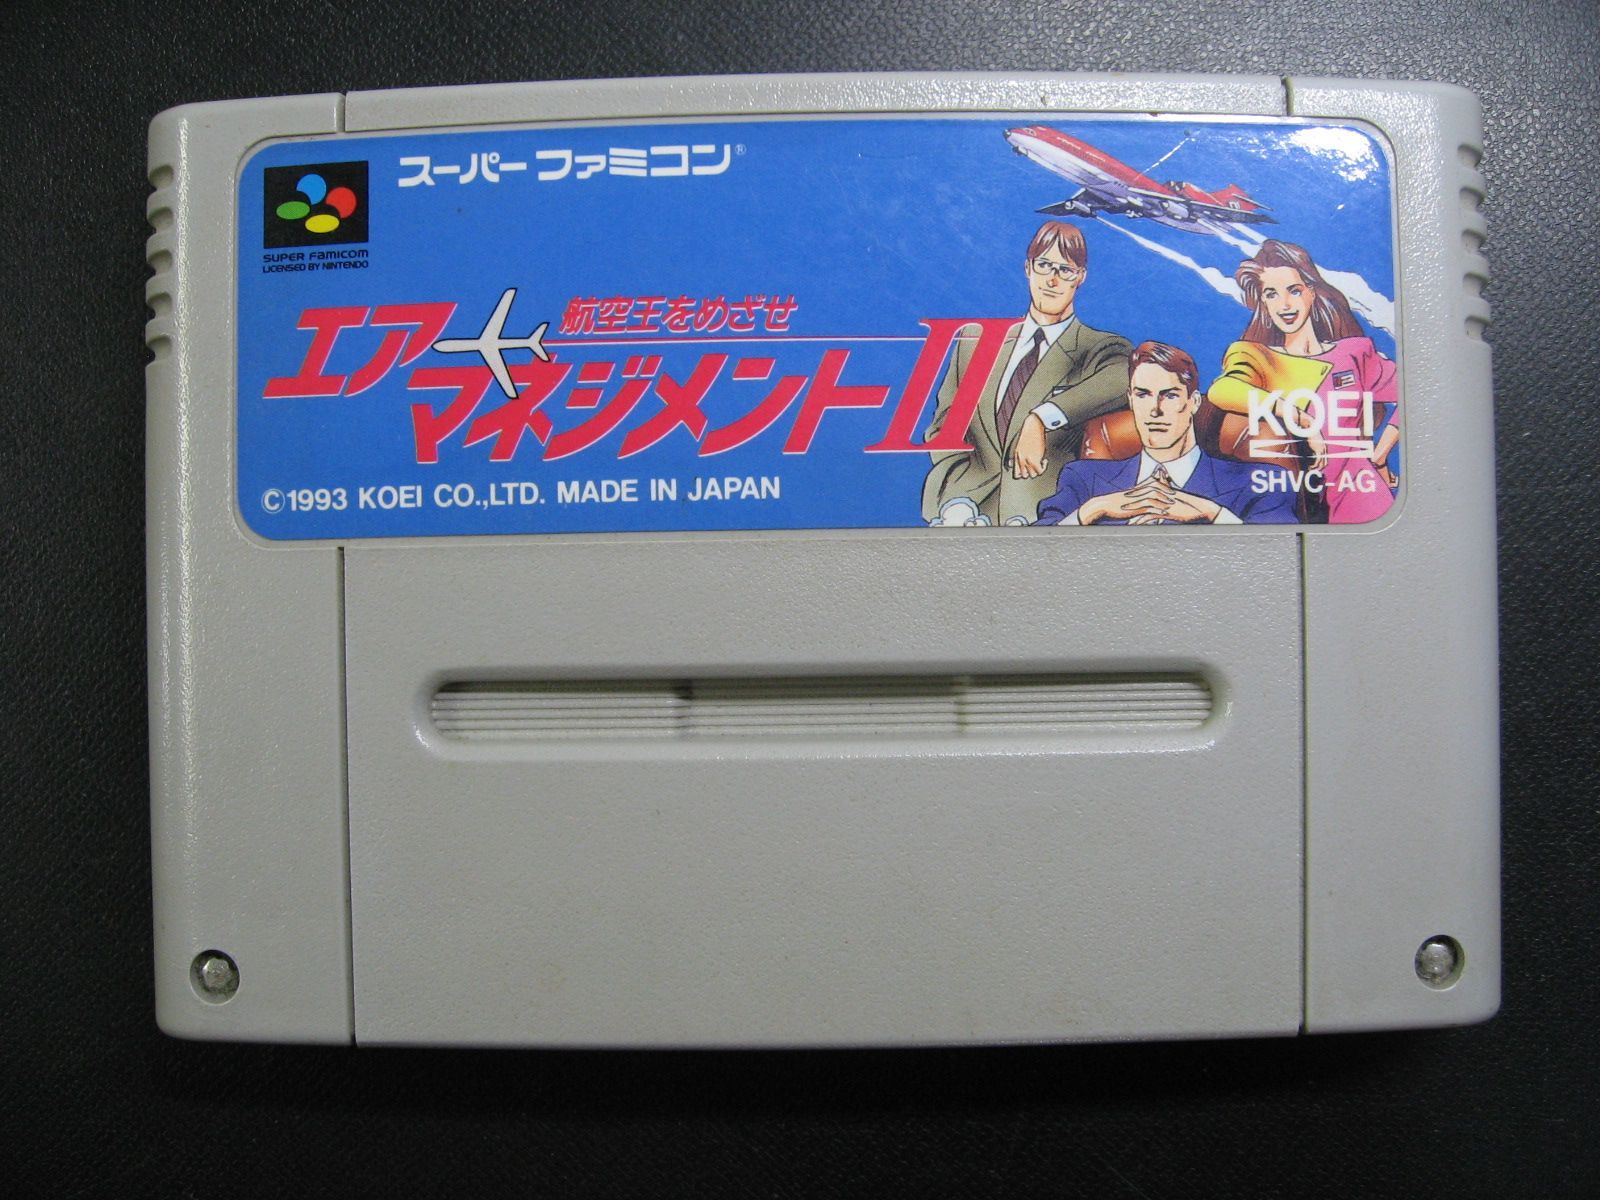 スーパーファミコン®
SUPER FAMICOM
LICENSED BY NINTENDO
航空王をめざせ
エアーマネジメントII
©1993 KOEI CO.,LTD. MADE IN JAPAN
KOEI
SHVC-AG